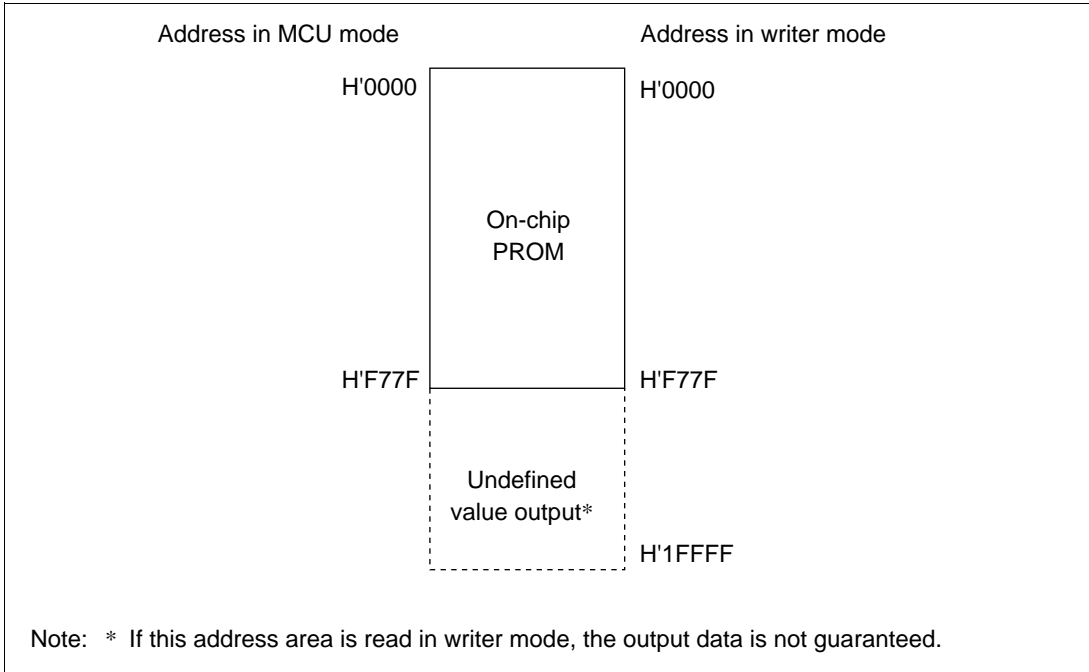 Address in MCU mode
Address in writer mode
H'0000
H'0000
On-chip
PROM
H'F77F
H'F77F
Undefined
value output*
H'1FFFF
Note: * If this address area is read in writer mode, the output data is not guaranteed.